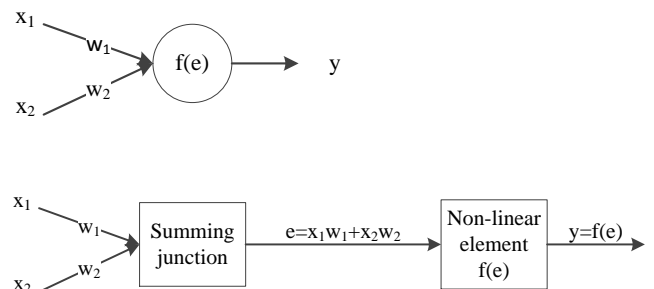 x₁
w₁
f(e)
y
w₂
x₂
x₁
w₁
Summing
junction
e=x₁w₁+x₂w₂
Non-linear
element
f(e)
y=f(e)
w₂
x₂